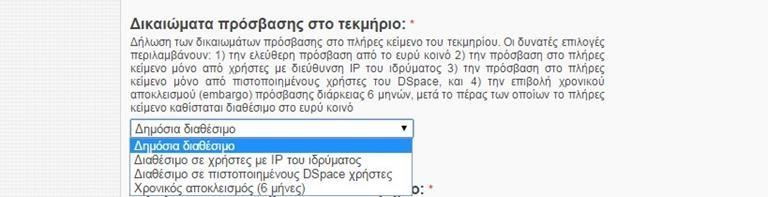 Δικαιώματα πρόσβασης στο τεκμήριο: *
Δήλωση των δικαιωμάτων πρόσβασης στο πλήρες κείμενο του τεκμηρίου. Οι δυνατές επιλογές
περιλαμβάνουν: 1) την ελεύθερη πρόσβαση από το ευρύ κοινό 2) την πρόσβαση στο πλήρες
κείμενο μόνο από χρήστες με διεύθυνση IP του ιδρύματος 3) την πρόσβαση στο πλήρες
κείμενο μόνο από πιστοποιημένους χρήστες του DSpace, και 4) την επιβολή χρονικού
αποκλεισμού (embargo) πρόσβασης διάρκειας 6 μηνών, μετά το πέρας των οποίων το πλήρες
κείμενο καθίσταται διαθέσιμο στο ευρύ κοινό
Δημόσια διαθέσιμο
Δημόσια διαθέσιμο
Διαθέσιμο σε χρήστες με IP του ιδρύματος
Διαθέσιμο σε πιστοποιημένους DSpace χρήστες
Χρονικός αποκλεισμός (6 μήνες)
ο: *